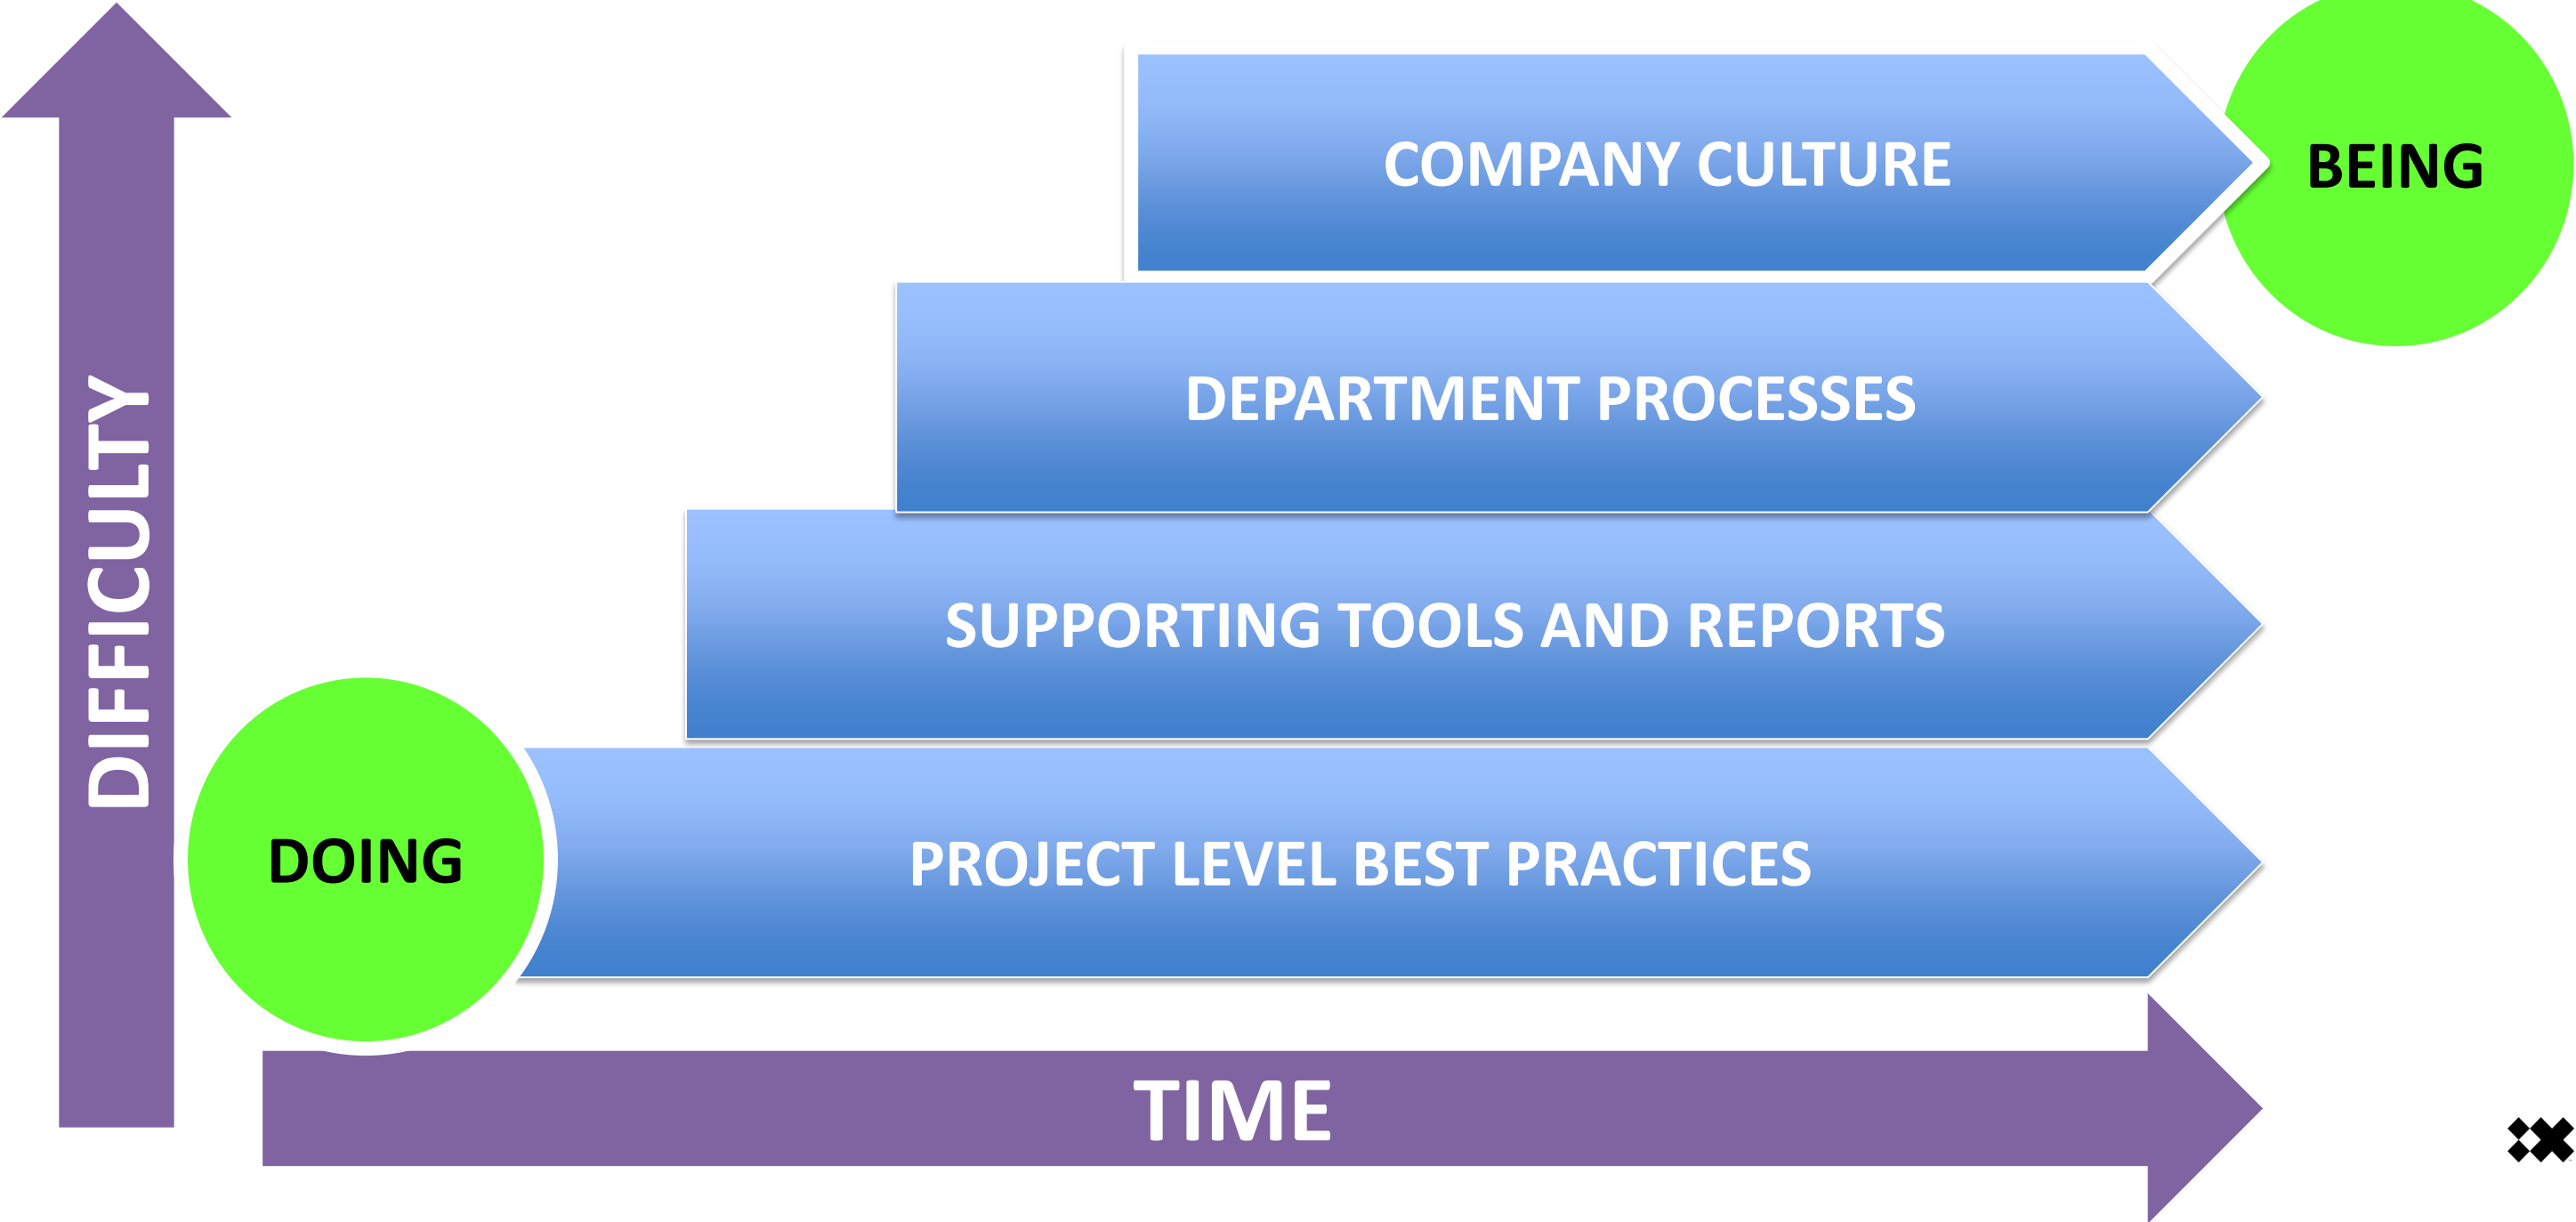 COMPANY CULTURE
BEING
DEPARTMENT PROCESSES
SUPPORTING TOOLS AND REPORTS
DIFFICULTY
DOING
PROJECT LEVEL BEST PRACTICES
TIME